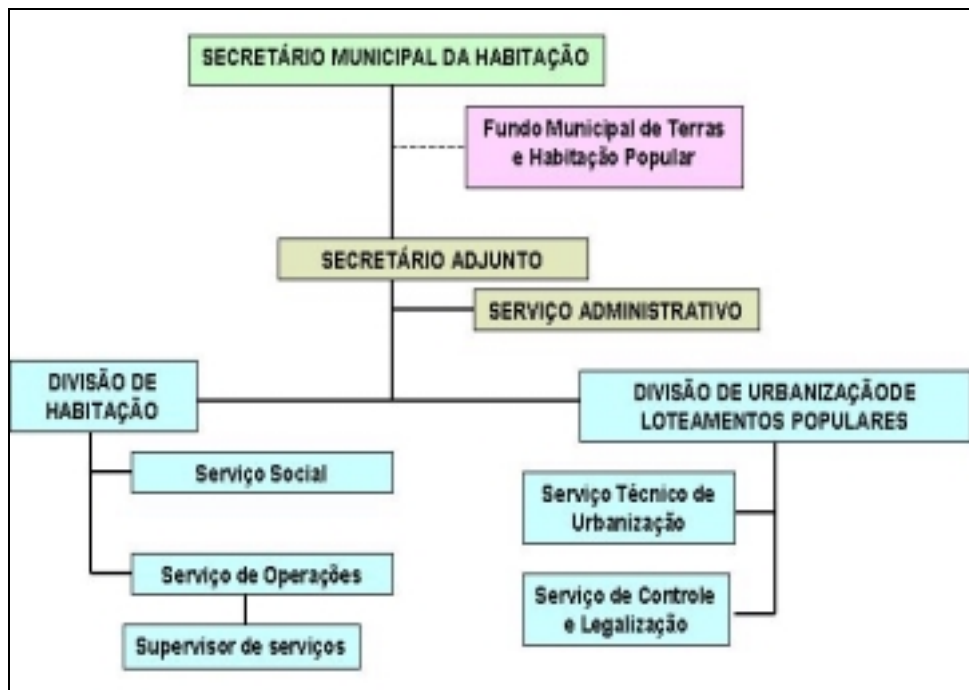 SECRETÁRIO MUNICIPAL DA HABITAÇÃO
Fundo Municipal de Terras
e Habitação Popular
SECRETÁRIO ADJUNTO
SERVIÇO ADMINISTRATIVO
DIVISÃO DE
HABITAÇÃO
Serviço Social
Serviço de Operações
Supervisor de serviços
DIVISÃO DE URBANIZAÇÃODE
LOTEAMENTOS POPULARES
Serviço Técnico de
Urbanização
Serviço de Controle
e Legalização